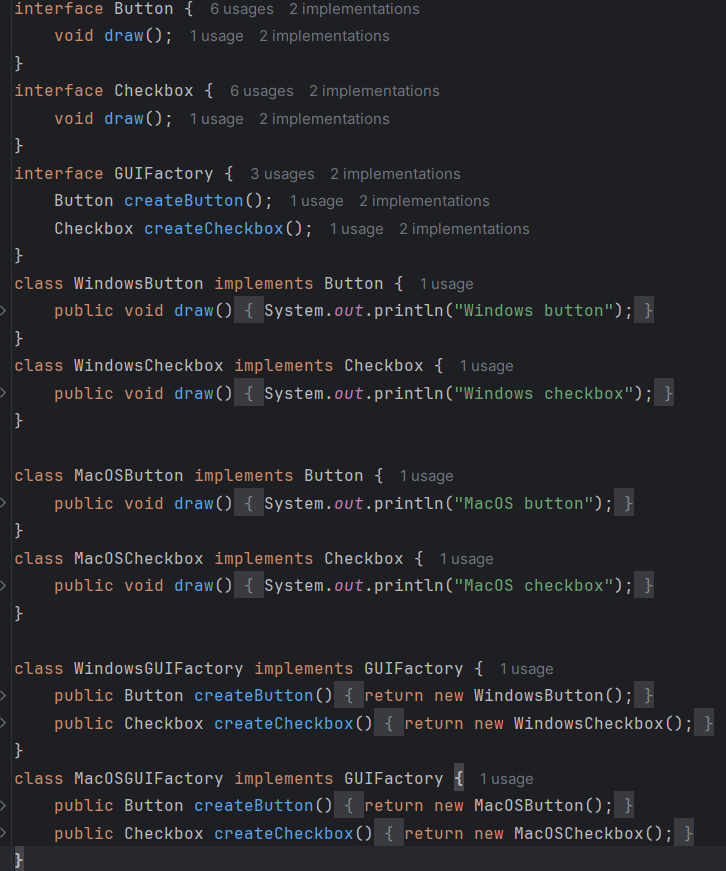 interface Button {   6 usages   2 implementations
    void draw();   1 usage   2 implementations
}
interface Checkbox {   6 usages   2 implementations
    void draw();   1 usage   2 implementations
}
interface GUIFactory {   3 usages   2 implementations
    Button createButton();   1 usage   2 implementations
    Checkbox createCheckbox();   1 usage   2 implementations
}
class WindowsButton implements Button {   1 usage
    public void draw() { System.out.println("Windows button"); }
}
class WindowsCheckbox implements Checkbox {   1 usage
    public void draw() { System.out.println("Windows checkbox"); }
}

class MacOSButton implements Button {   1 usage
    public void draw() { System.out.println("MacOS button"); }
}
class MacOSCheckbox implements Checkbox {   1 usage
    public void draw() { System.out.println("MacOS checkbox"); }
}

class WindowsGUIFactory implements GUIFactory {   1 usage
    public Button createButton() { return new WindowsButton(); }
    public Checkbox createCheckbox() { return new WindowsCheckbox(); }
}
class MacOSGUIFactory implements GUIFactory {   1 usage
    public Button createButton() { return new MacOSButton(); }
    public Checkbox createCheckbox() { return new MacOSCheckbox(); }
}